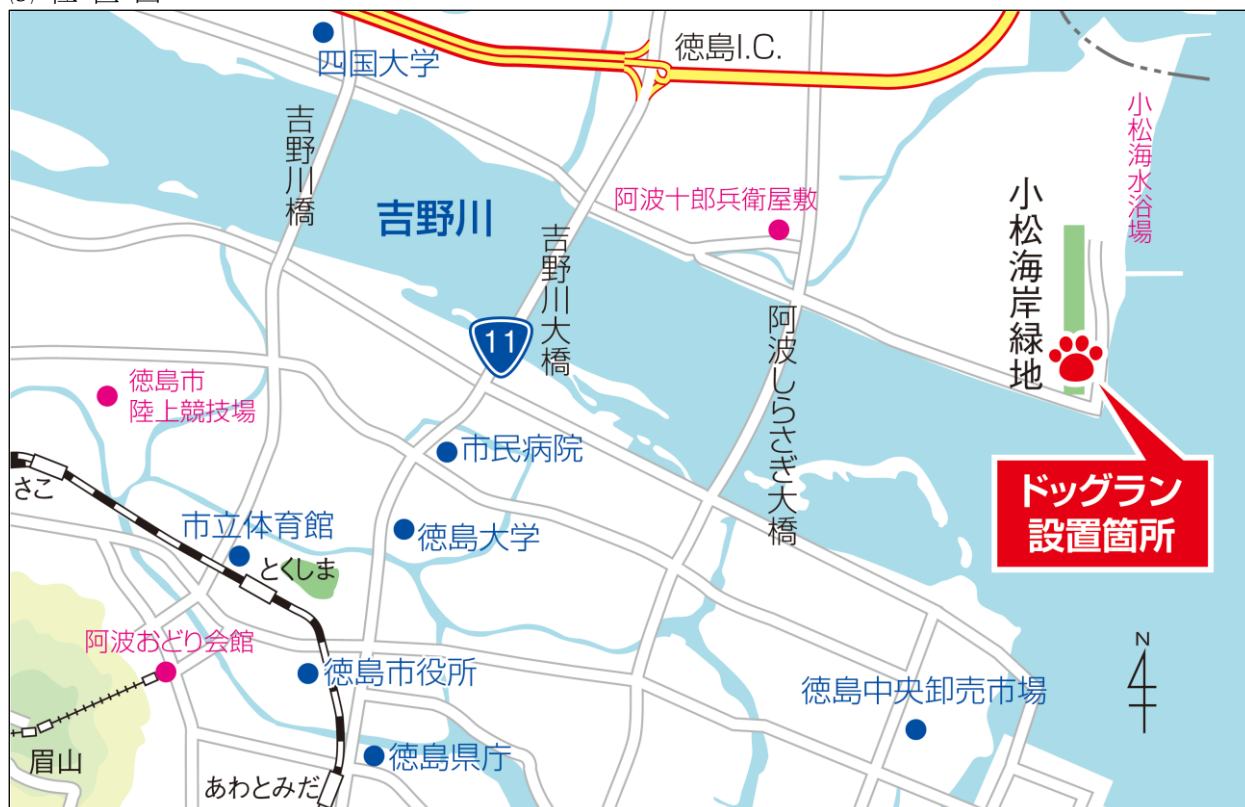 四国大学
徳島I.C.
吉野川橋
吉野川
吉野川大橋
阿波十郎兵衛屋敷
小松海水浴場
小松海岸緑地
11
阿波しらさぎ大橋
徳島市
陸上競技場
市民病院
ドッグラン
設置箇所
さこ
市立体育館
徳島大学
とくしま
阿波おどり会館
徳島市役所
徳島中央卸売市場
N
眉山
徳島県庁
あわとみだ